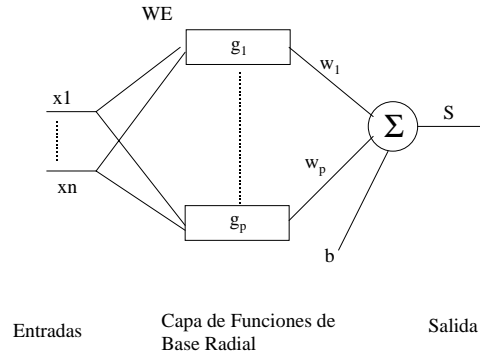 WE
g1
w1
x1
S
Σ
xn
wp
gp
b
Entradas
Capa de Funciones de
Base Radial
Salida